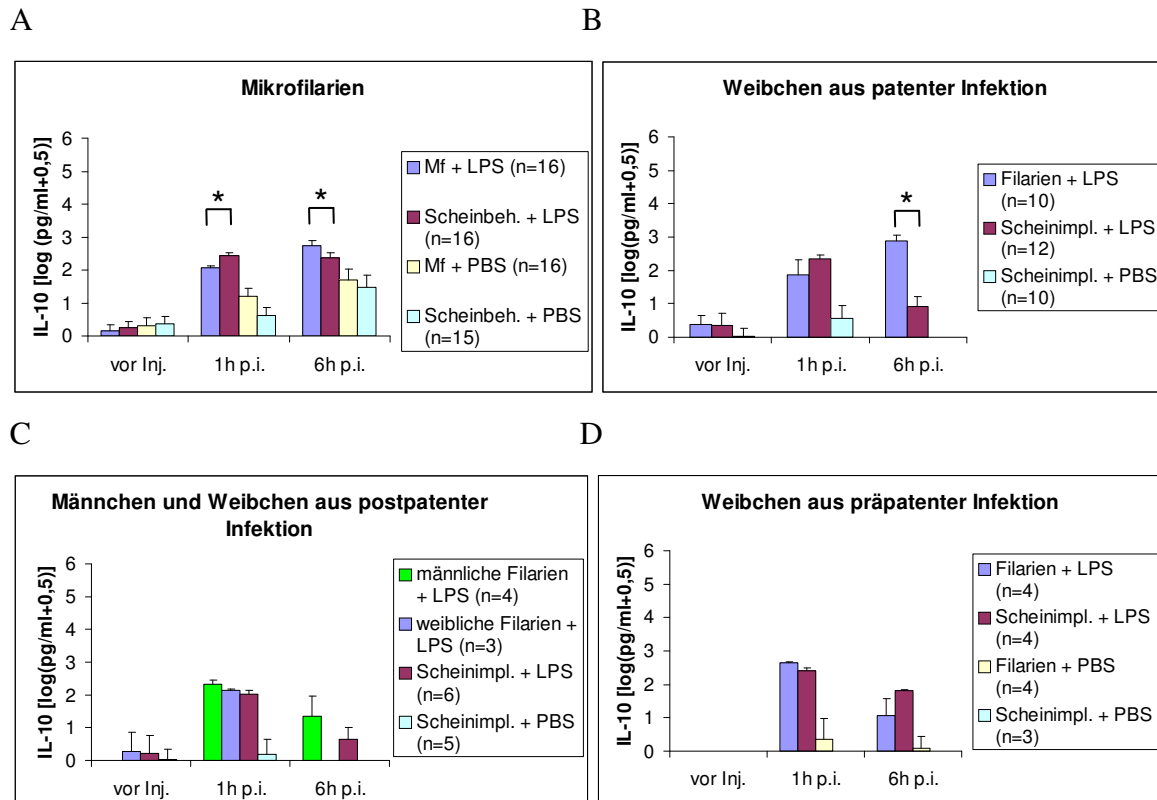 A
Mikrofilarien
IL-10 [log (pg/ml+0,5)]
6
5
4
3
2
1
0
*
*
vor Inj.
1h p.i.
6h p.i.
Mf + LPS (n=16)
Scheinbeh. + LPS
(n=16)
Mf + PBS (n=16)
Scheinbeh. + PBS
(n=15)
B
Weibchen aus patenter Infektion
IL-10 [log(pg/ml+0,5)]
6
5
4
3
2
1
0
*
vor Inj.
1h p.i.
6h p.i.
Filarien + LPS
(n=10)
Scheinimpl. + LPS
(n=12)
Scheinimpl. + PBS
(n=10)
C
Männchen und Weibchen aus postpatenter
Infektion
IL-10 [log(pg/ml+0,5)]
6
5
4
3
2
1
0
vor Inj.
1h p.i.
6h p.i.
männliche Filarien
+ LPS (n=4)
weibliche Filarien +
LPS (n=3)
Scheinimpl. + LPS
(n=6)
Scheinimpl. + PBS
(n=5)
D
Weibchen aus präpatenter Infektion
IL-10 [log(pg/ml+0,5)]
6
5
4
3
2
1
0
vor Inj.
1h p.i.
6h p.i.
Filarien + LPS
(n=4)
Scheinimpl. + LPS
(n=4)
Filarien + PBS
(n=4)
Scheinimpl. + PBS
(n=3)